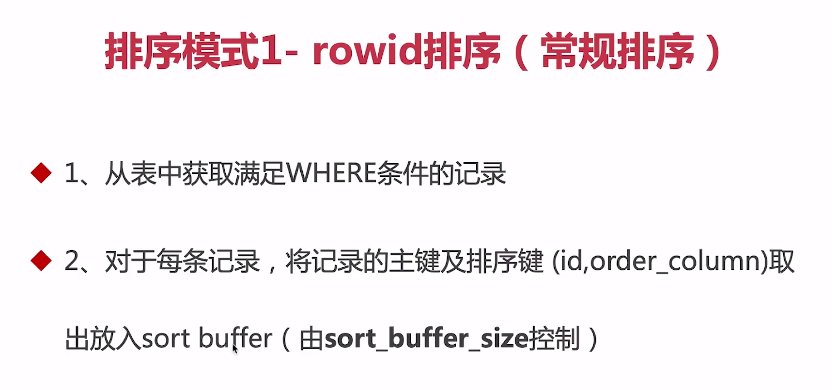 排序模式1- rowid排序（常规排序）
1、从表中获取满足WHERE条件的记录
2、对于每条记录，将记录的主键及排序键 (id,order_column)取
出放入sort buffer（由sort_buffer_size控制）